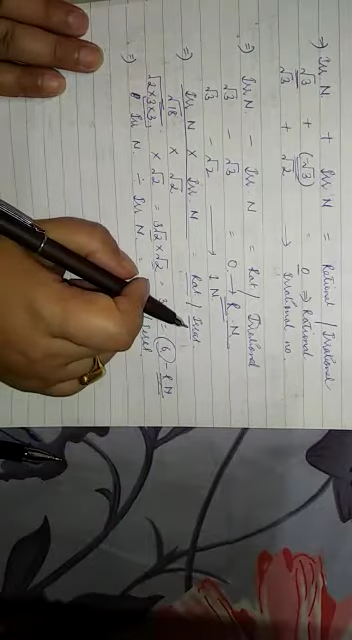 ⇒) Irr N. + Irr N = Rational / Irrational
√3 + (-√3) = 0 ⇒ Rational
√3 + √2 → Irrational no.
⇒) Irr N. - Irr N = Rat / Irrational
√3 - √3 = 0 → R.N
√3 - √2 → I N
⇒) Irr N × Irr N = Rat / Irrat
√18 × √2
√2×3×3 × √2 = 3√2×√2 = 3 = 6 - R N
⇒) Irr N. ÷ Irr N. =